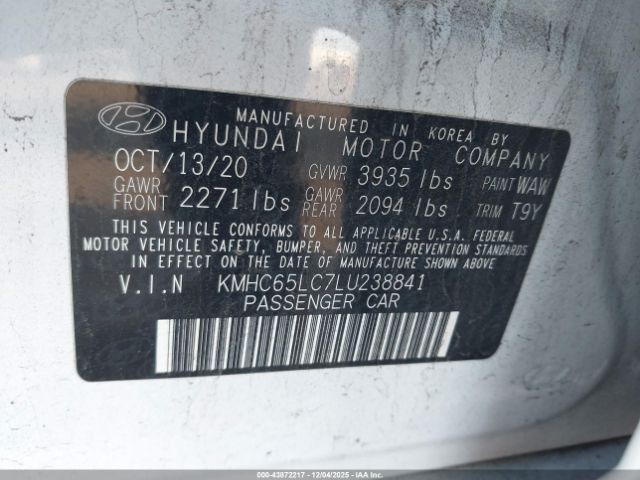 MANUFACTURED IN KOREA BY
HYUNDAI MOTOR COMPANY
OCT/13/20 GVWR 3935 lbs PAINT WAW
GAWR FRONT 2271 lbs GAWR REAR 2094 lbs TRIM T9Y
THIS VEHICLE CONFORMS TO ALL APPLICABLE U.S.A. FEDERAL
MOTOR VEHICLE SAFETY, BUMPER, AND THEFT PREVENTION STANDARDS
IN EFFECT ON THE DATE OF MANUFACTURE SHOWN ABOVE.
V.I.N KMHC65LC7LU238841
PASSENGER CAR
000-43872217 - 12/04/2025 - IAAI.COM